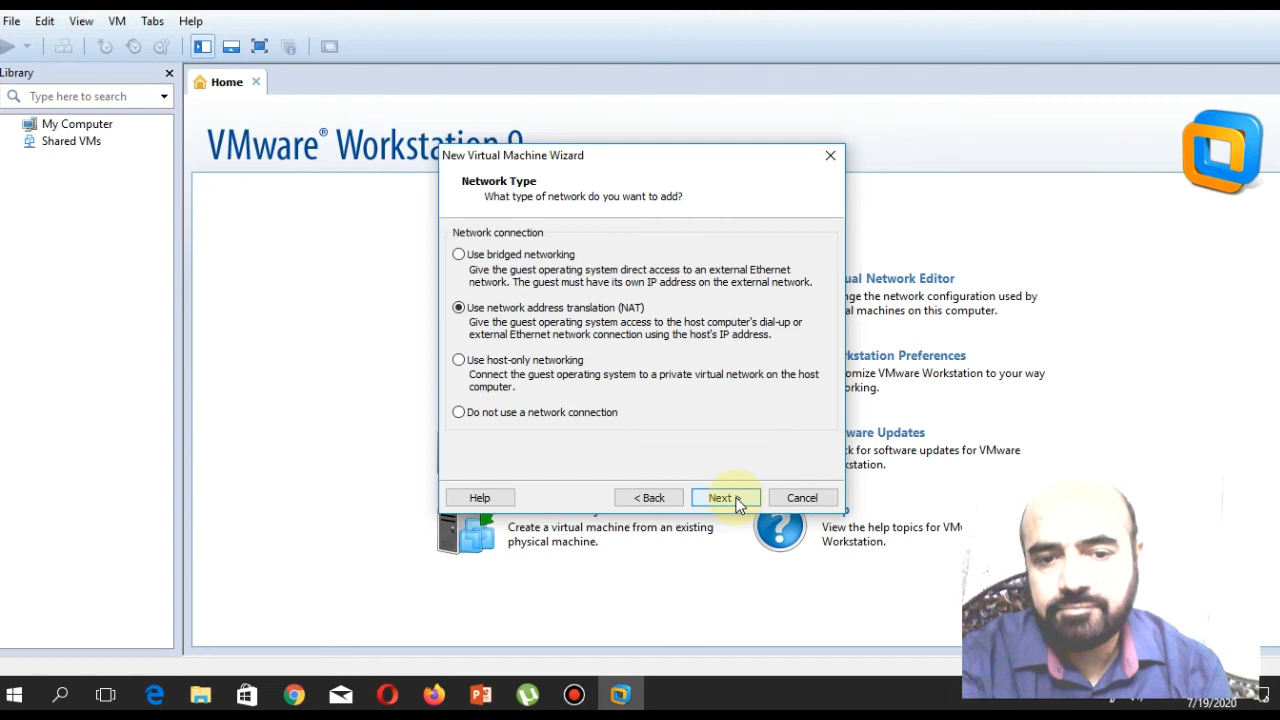 File Edit View VM Tabs Help
Library
Home
Type here to search
My Computer
Shared VMs
VMware® Workstation 9
New Virtual Machine Wizard
Network Type
What type of network do you want to add?
Network connection
Use bridged networking
Give the guest operating system direct access to an external Ethernet
network. The guest must have its own IP address on the external network.
Use network address translation (NAT)
Give the guest operating system access to the host computer's dial-up or
external Ethernet network connection using the host's IP address.
Use host-only networking
Connect the guest operating system to a private virtual network on the host
computer.
Do not use a network connection
Help
< Back
Next >
Cancel
ual Network Editor
nge the network configuration used by
al machines on this computer.
kstation Preferences
omize VMware Workstation to your way
orking.
ware Updates
ck for software updates for VMware
kstation.
Create a virtual machine from an existing
physical machine.
View the help topics for VM
Workstation.
7/19/2020